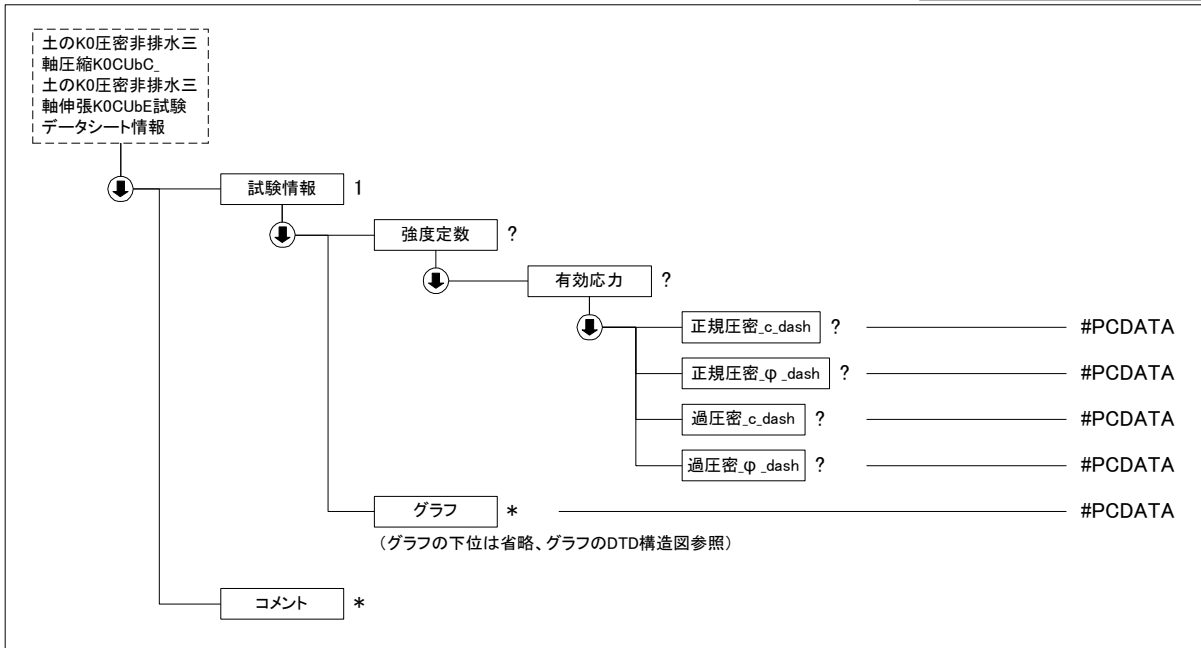 土のK0圧密非排水三
軸圧縮K0CUbC_
土のK0圧密非排水三
軸伸張K0CUbE試験
データシート情報
試験情報 1
強度定数 ?
有効応力 ?
正規圧密_c_dash ? #PCDATA
正規圧密_φ_dash ? #PCDATA
過圧密_c_dash ? #PCDATA
過圧密_φ_dash ? #PCDATA
グラフ * #PCDATA
（グラフの下位は省略、グラフのDTD構造図参照）
コメント *